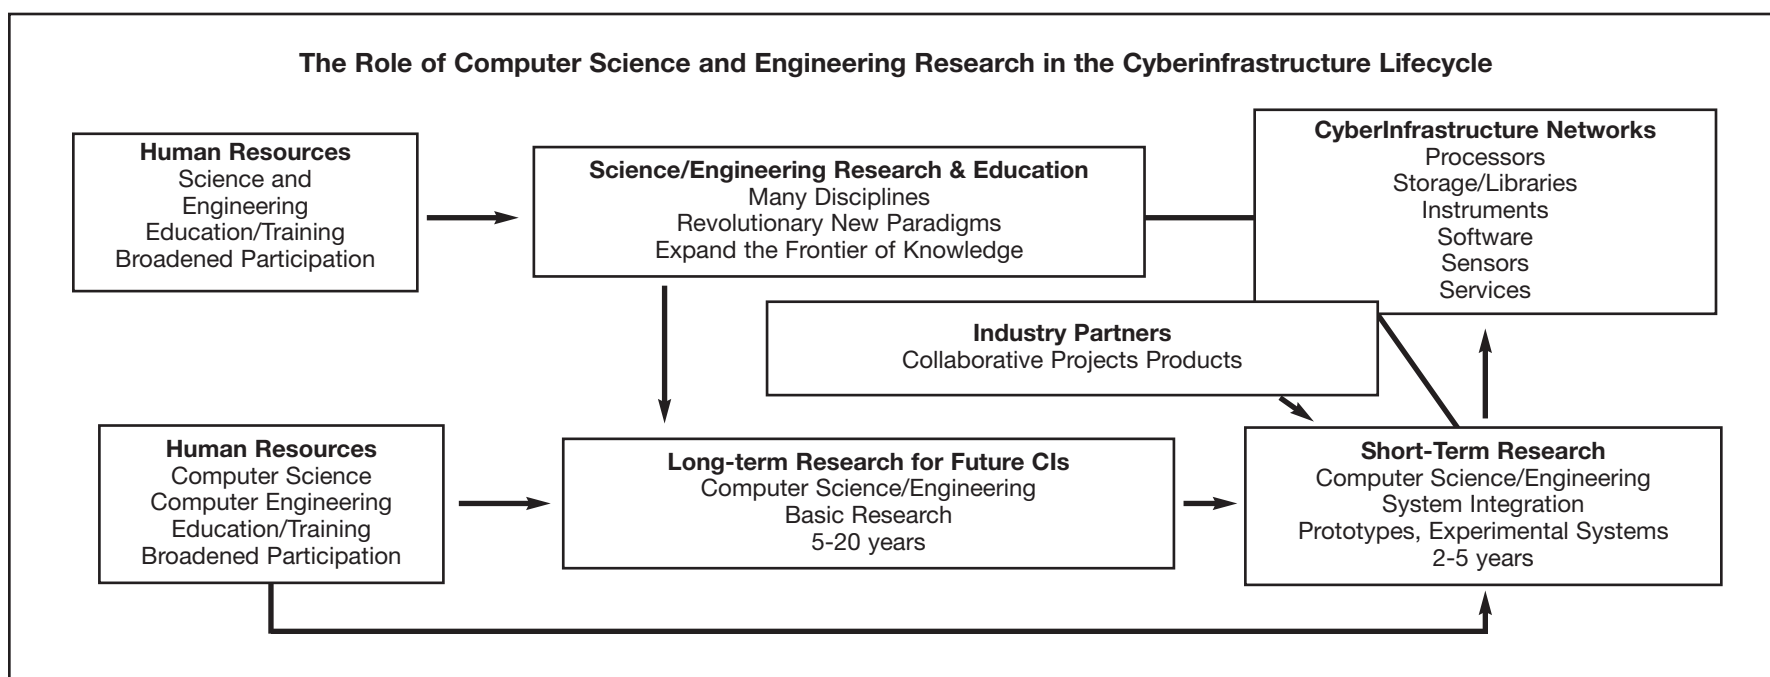 The Role of Computer Science and Engineering Research in the Cyberinfrastructure Lifecycle
Human Resources
Science and
Engineering
Education/Training
Broadened Participation
Science/Engineering Research & Education
Many Disciplines
Revolutionary New Paradigms
Expand the Frontier of Knowledge
CyberInfrastructure Networks
Processors
Storage/Libraries
Instruments
Software
Sensors
Services
Industry Partners
Collaborative Projects Products
Human Resources
Computer Science
Computer Engineering
Education/Training
Broadened Participation
Long-term Research for Future CIs
Computer Science/Engineering
Basic Research
5-20 years
Short-Term Research
Computer Science/Engineering
System Integration
Prototypes, Experimental Systems
2-5 years